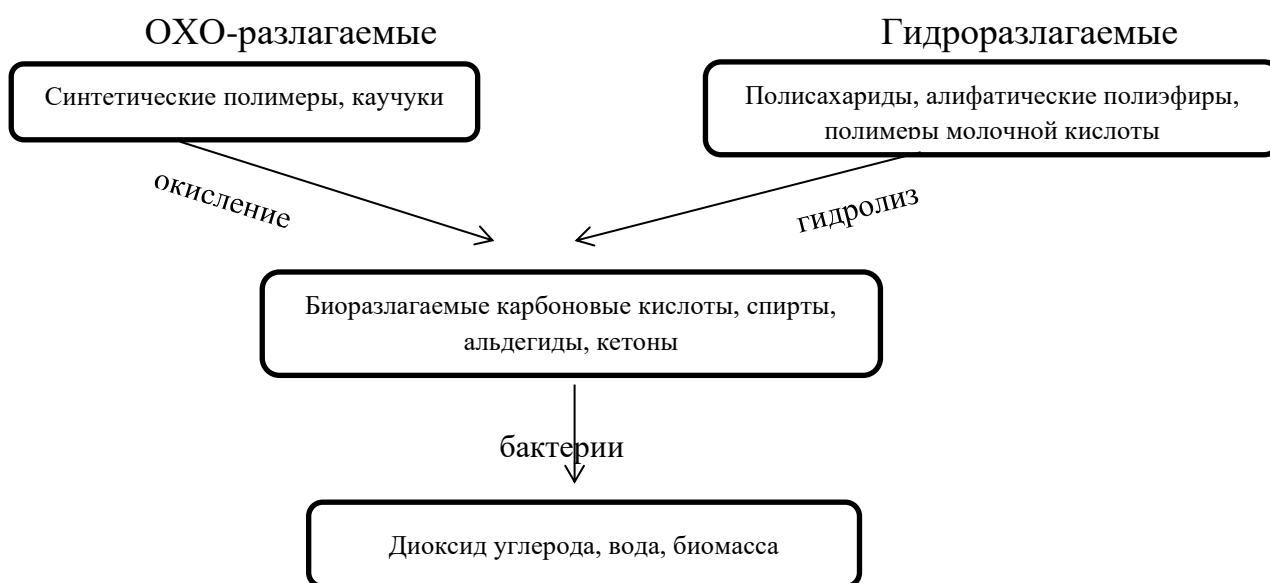 ОХО-разлагаемые
Гидроразлагаемые
Синтетические полимеры, каучуки
Полисахариды, алифатические полиэфиры,
полимеры молочной кислоты
окисление
гидролиз
Биоразлагаемые карбоновые кислоты, спирты,
альдегиды, кетоны
бактерии
Диоксид углерода, вода, биомасса